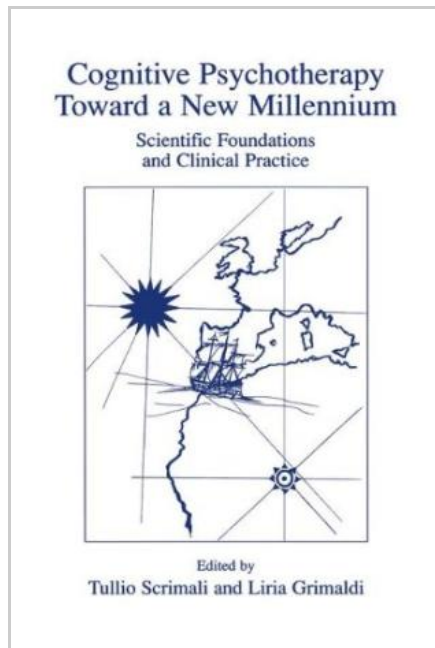 Cognitive Psychotherapy
Toward a New Millennium
Scientific Foundations
and Clinical Practice
Edited by
Tullio Scrimali and Liria Grimaldi